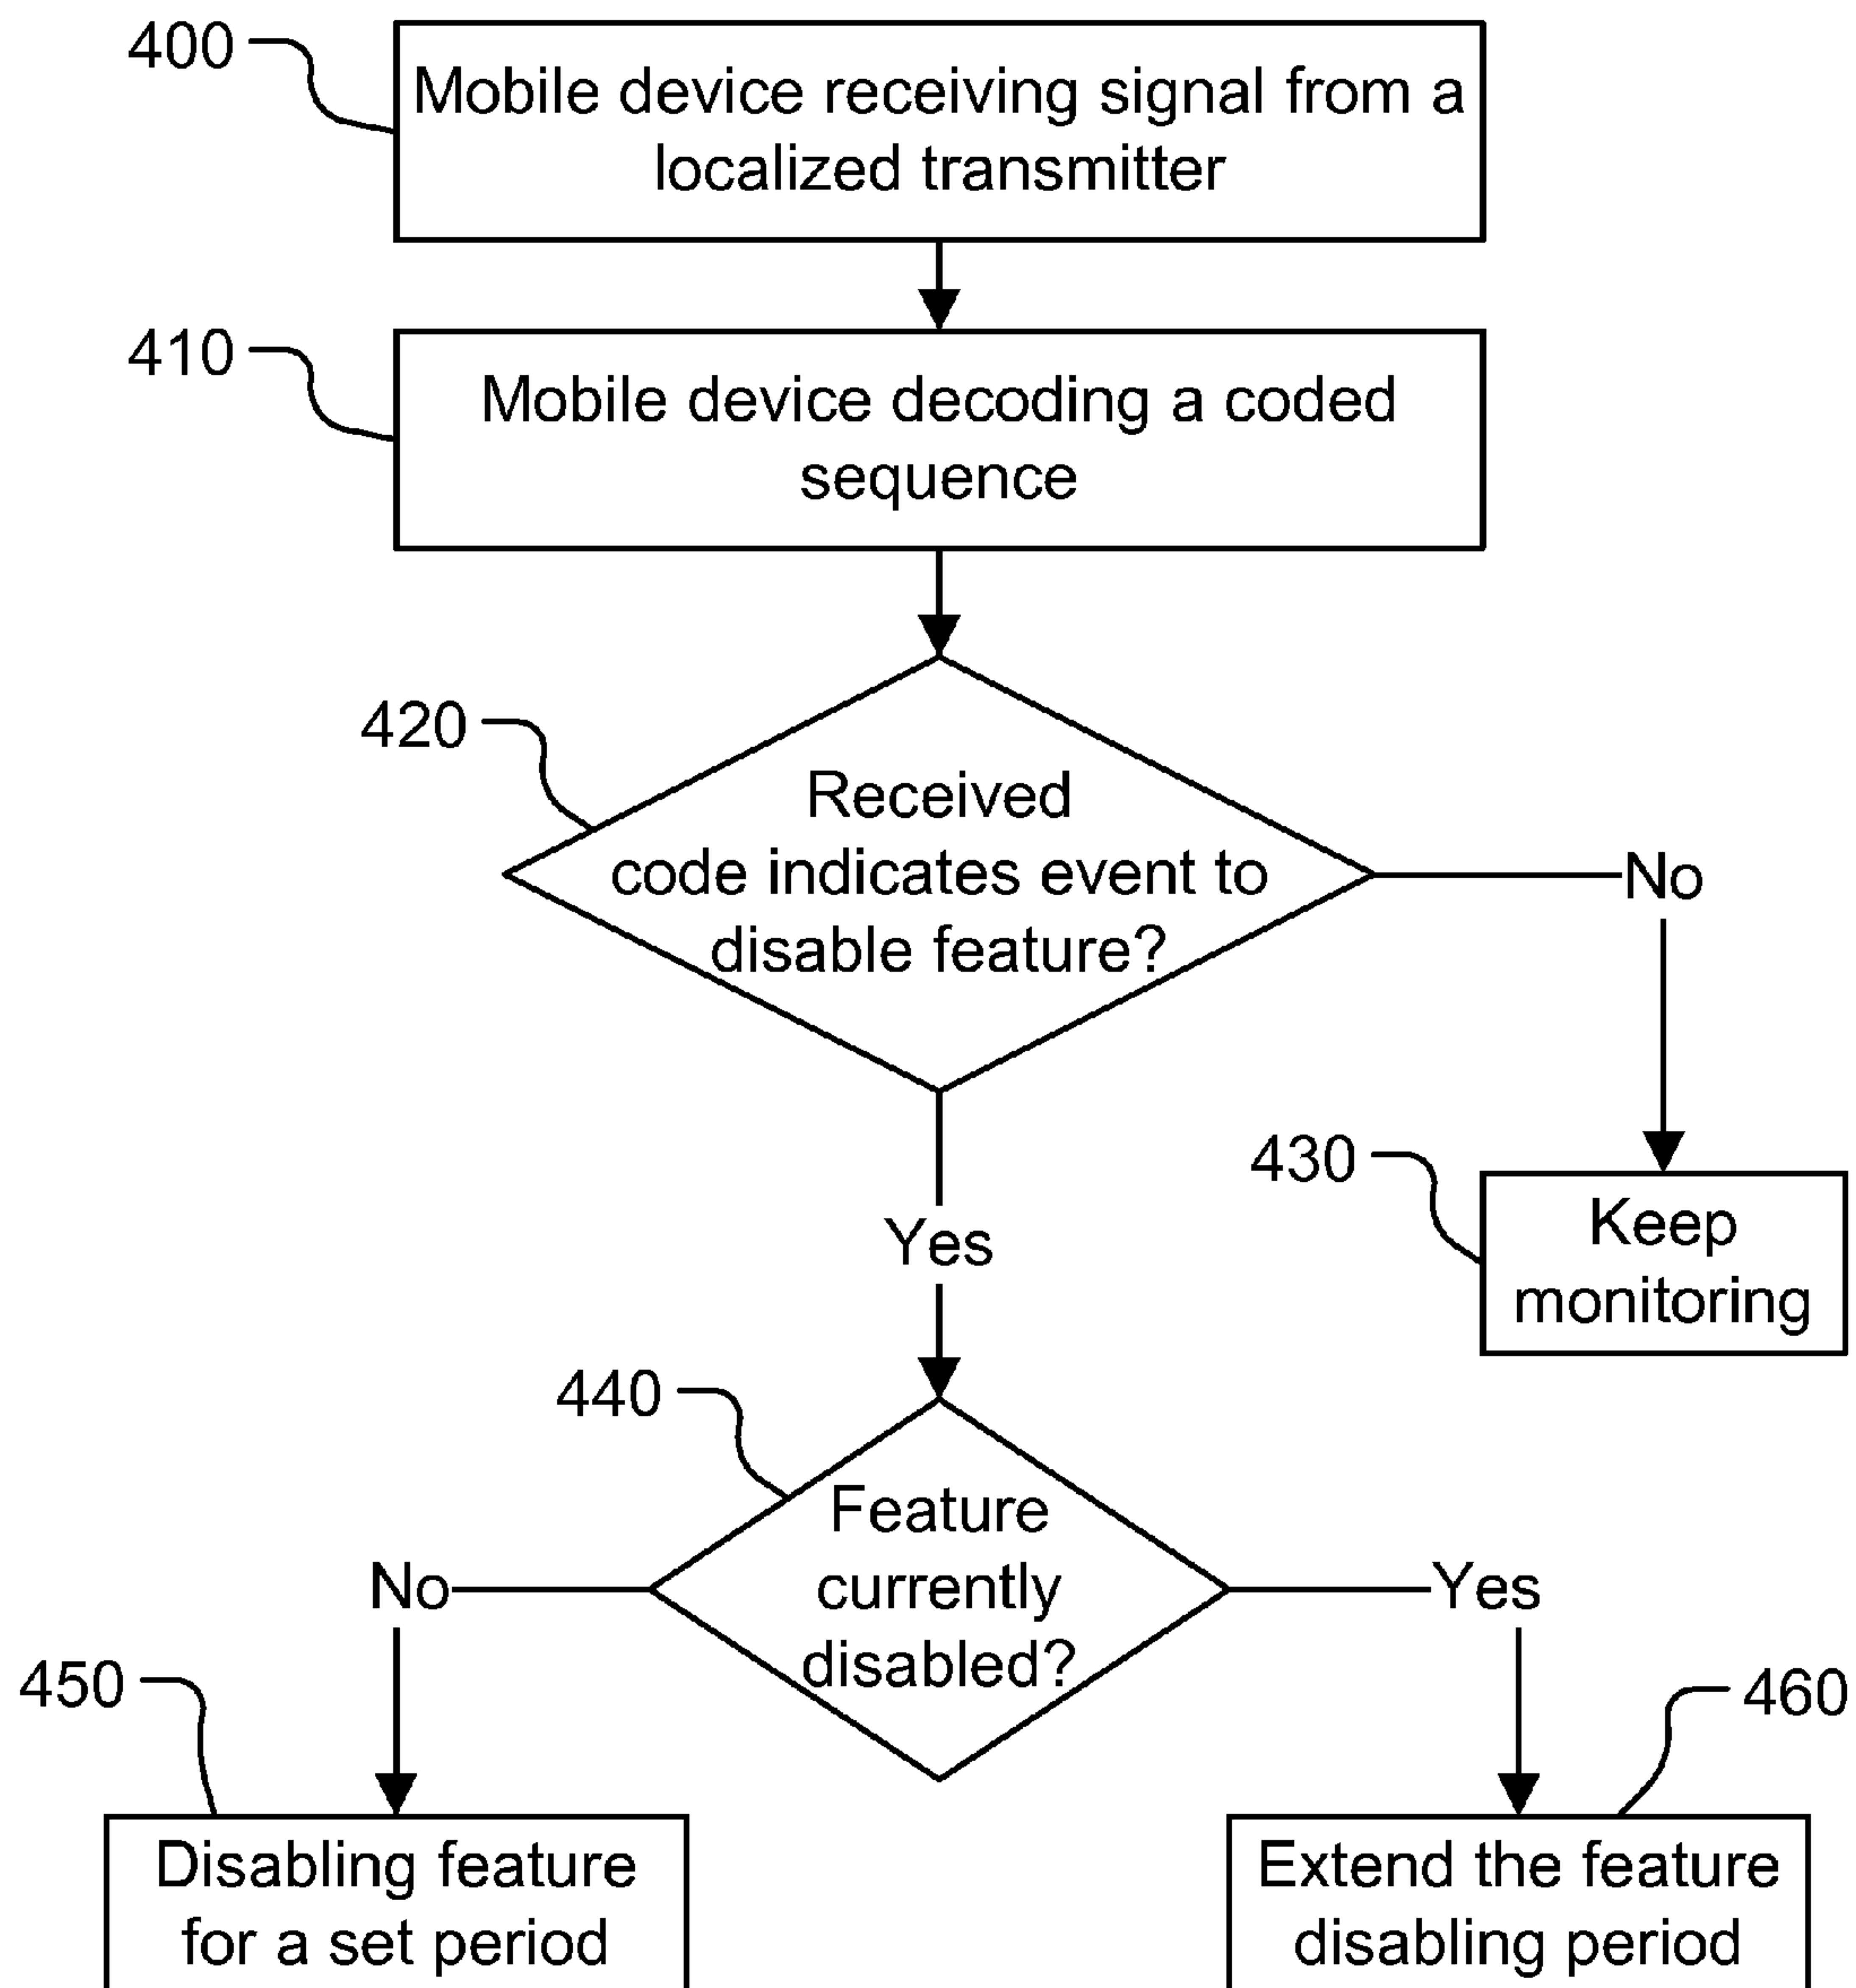 400
Mobile device receiving signal from a
localized transmitter
410
Mobile device decoding a coded
sequence
420
Received
code indicates event to
disable feature?
No
430
Keep
monitoring
Yes
440
Feature
currently
disabled?
No
Yes
450
Disabling feature
for a set period
460
Extend the feature
disabling period